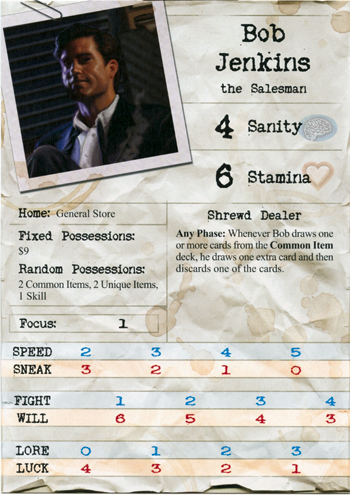 Bob
Jenkins
the Salesman
4 Sanity
6 Stamina
Home: General Store
Fixed Possessions:
$9
Random Possessions:
2 Common Items, 2 Unique Items,
1 Skill
Focus: 1
Shrewd Dealer
Any Phase: Whenever Bob draws one
or more cards from the Common Item
deck, he draws one extra card and then
discards one of the cards.
SPEED 2 3 4 5
SNEAK 3 2 1 0
FIGHT 1 2 3 4
WILL 6 5 4 3
LORE 0 1 2 3
LUCK 4 3 2 1